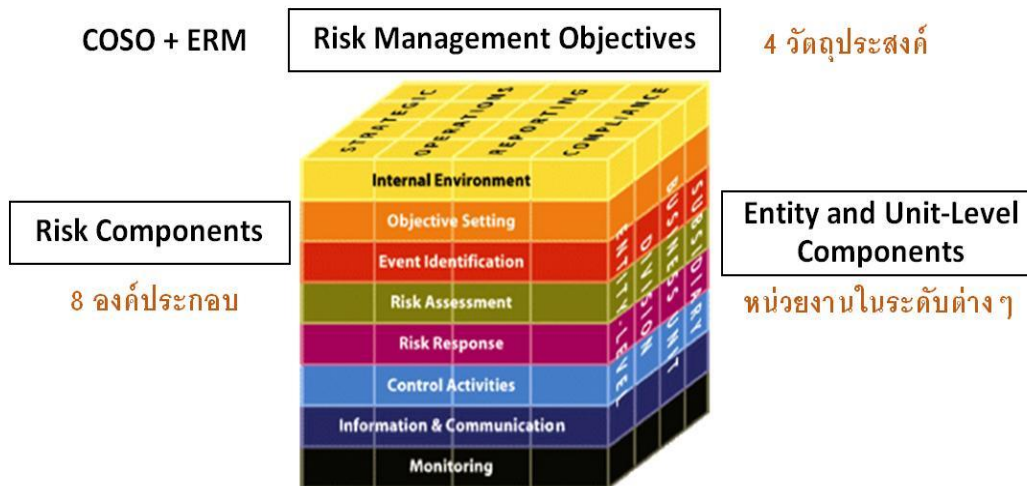 COSO + ERM
Risk Management Objectives
4 วัตถุประสงค์
STRATEGIC
OPERATIONS
REPORTING
COMPLIANCE
Risk Components
8 องค์ประกอบ
Internal Environment
Objective Setting
Event Identification
Risk Assessment
Risk Response
Control Activities
Information & Communication
Monitoring
ENTITY-LEVEL
DIVISION
BUSINESS UNIT
SUBSIDIARY
Entity and Unit-Level
Components
หน่วยงานในระดับต่างๆ